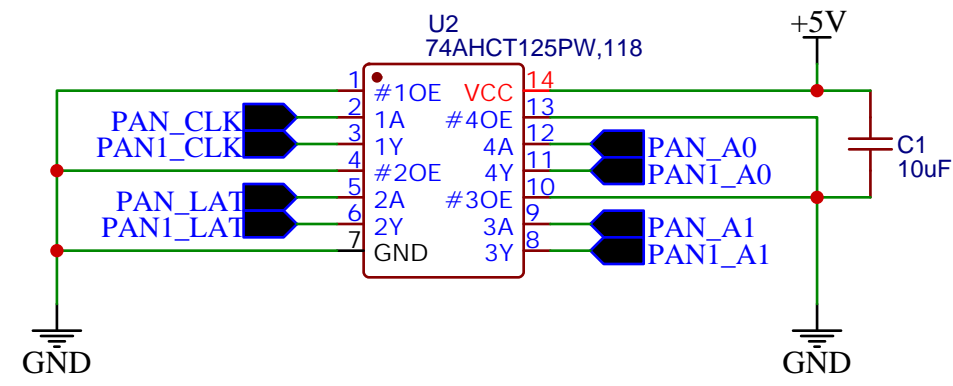 U2
74AHCT125PW,118
+5V
1 #1OE VCC 14
PAN_CLK 2 1A #4OE 13
PAN1_CLK 3 1Y 4A 12 PAN_A0
4 #2OE 4Y 11 PAN1_A0
PAN_LAT 5 2A #3OE 10
PAN1_LAT 6 2Y 3A 9 PAN_A1
7 GND 3Y 8 PAN1_A1
C1
10uF
GND
GND